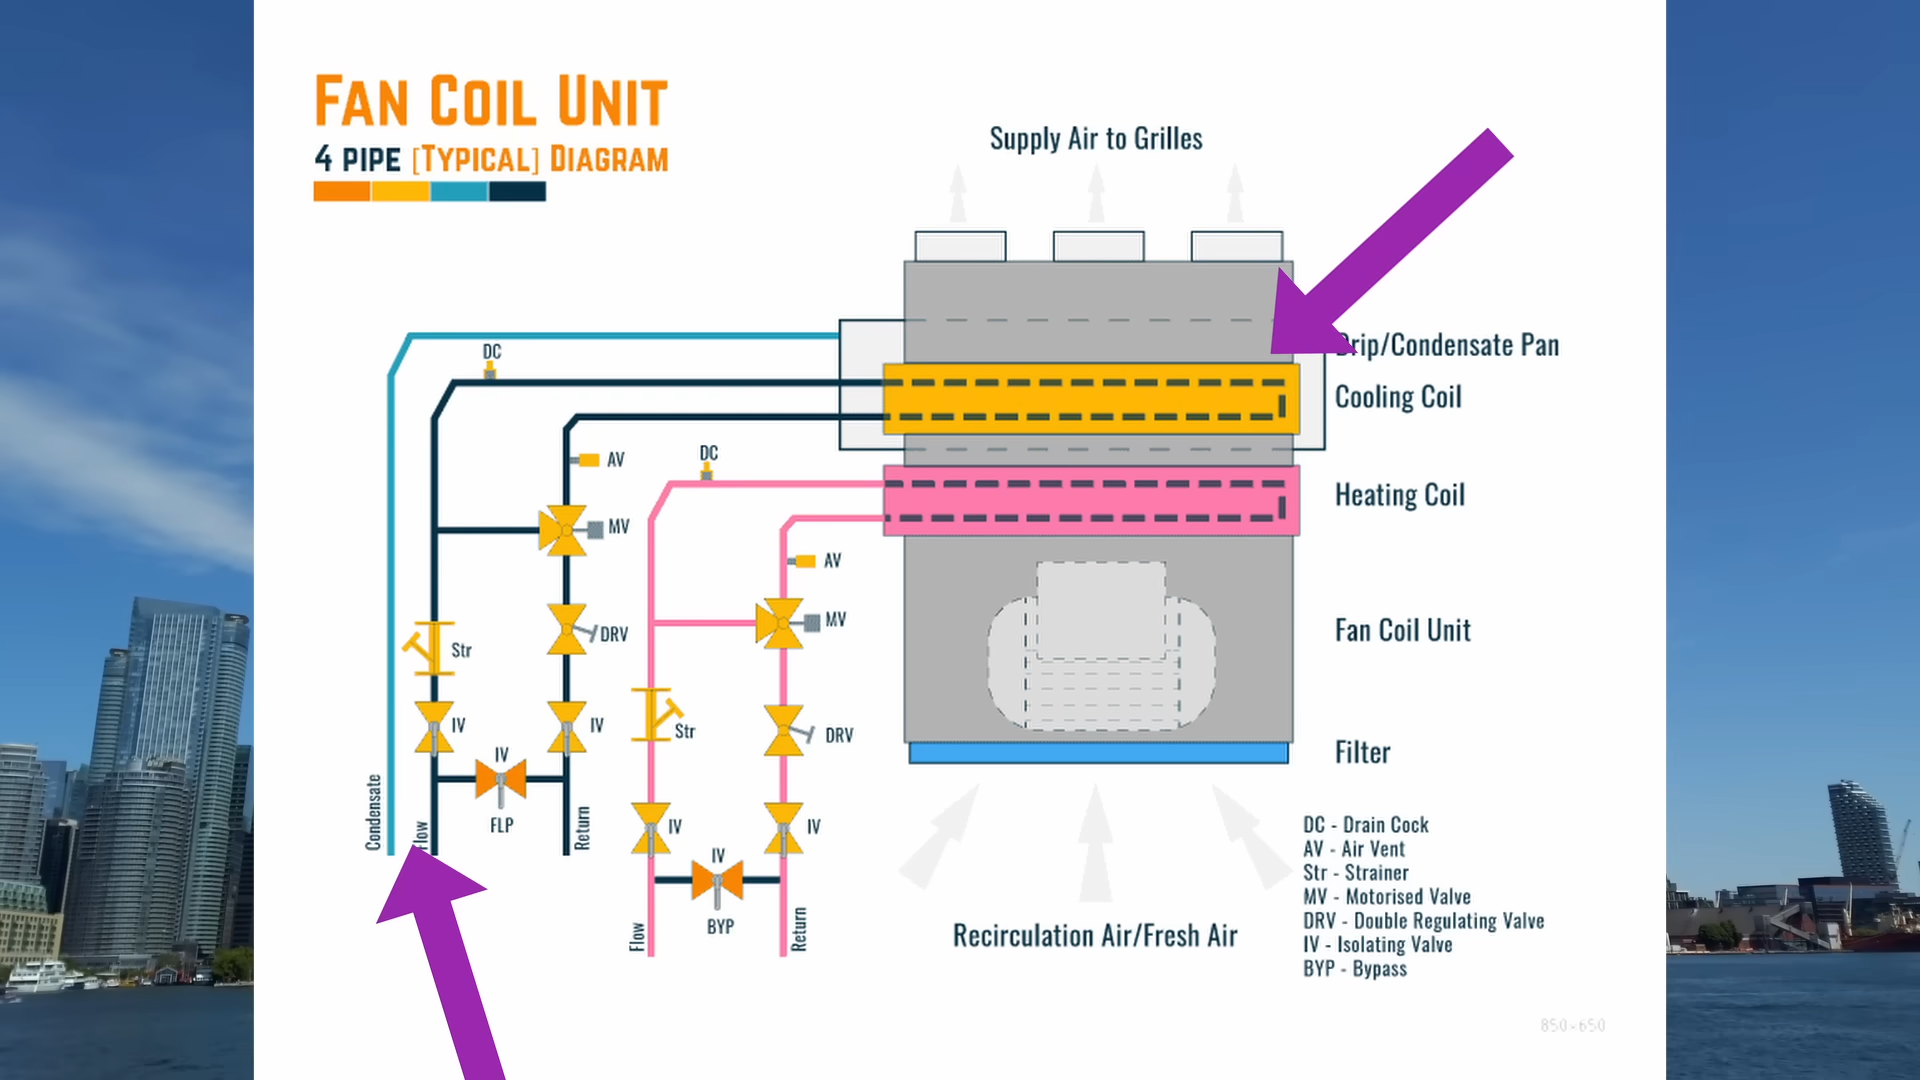 FAN COIL UNIT
4 PIPE [TYPICAL] DIAGRAM
Supply Air to Grilles
Drip/Condensate Pan
DC
Cooling Coil
AV
DC
Heating Coil
MV
AV
MV
DRV
Str
Fan Coil Unit
IV
IV
Str
DRV
IV
Filter
FLP
Condensate
Flow
Return
IV
IV
IV
BYP
Flow
Return
Recirculation Air/Fresh Air
DC - Drain Cock
AV - Air Vent
Str - Strainer
MV - Motorised Valve
DRV - Double Regulating Valve
IV - Isolating Valve
BYP - Bypass
850×650